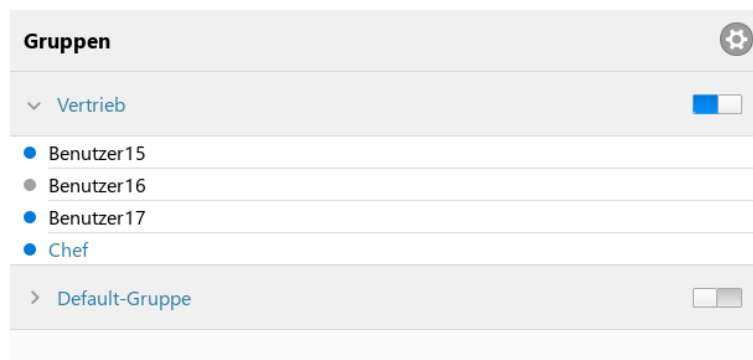 Gruppen
Vertrieb
Benutzer15
Benutzer16
Benutzer17
Chef
Default-Gruppe